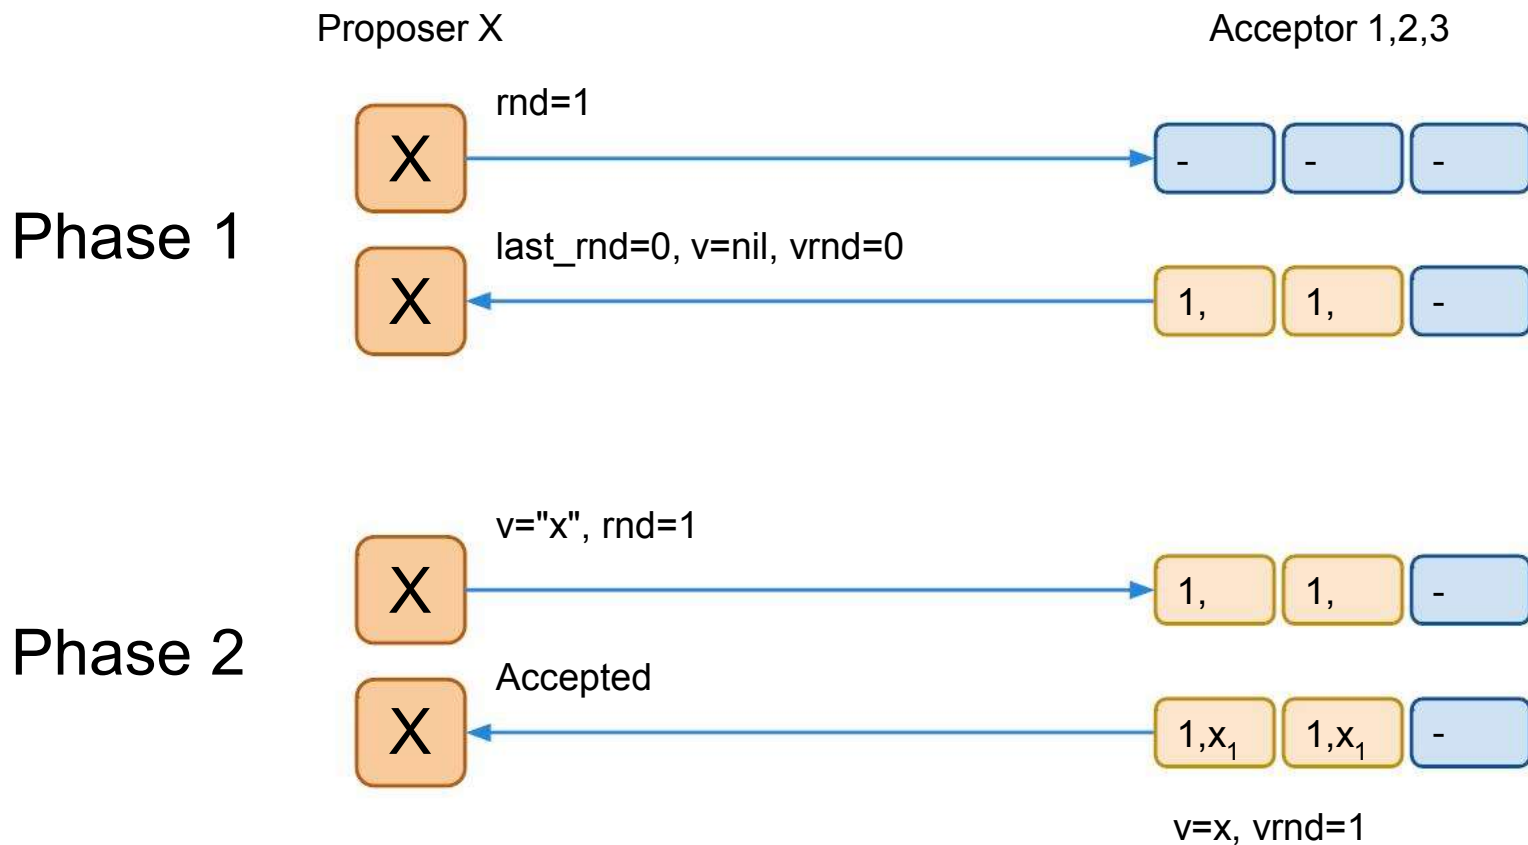 Proposer X
Acceptor 1,2,3
rnd=1
X
-
-
-
Phase 1
last_rnd=0, v=nil, vrnd=0
X
1,
1,
-
v="x", rnd=1
X
1,
1,
-
Phase 2
Accepted
X
1,x₁
1,x₁
-
v=x, vrnd=1